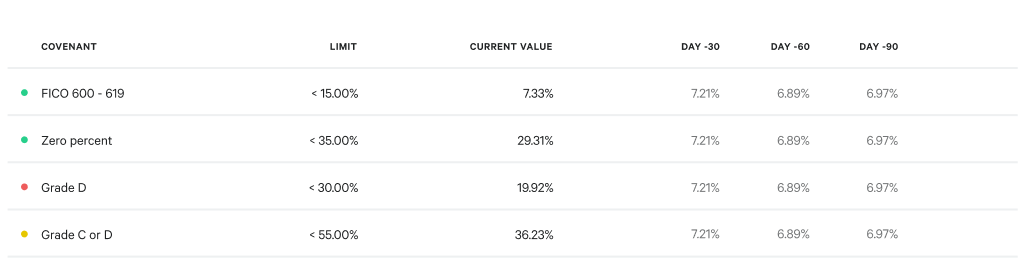 COVENANT LIMIT CURRENT VALUE DAY -30 DAY -60 DAY -90
FICO 600 - 619 < 15.00% 7.33% 7.21% 6.89% 6.97%
Zero percent < 35.00% 29.31% 7.21% 6.89% 6.97%
Grade D < 30.00% 19.92% 7.21% 6.89% 6.97%
Grade C or D < 55.00% 36.23% 7.21% 6.89% 6.97%